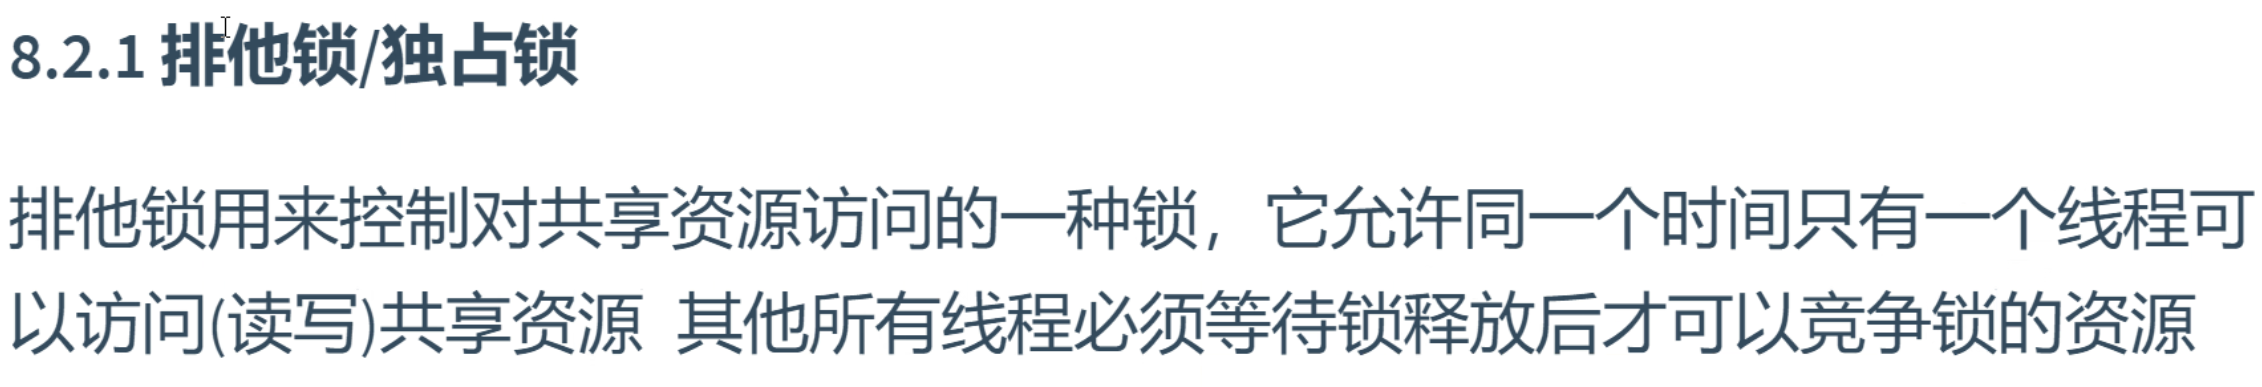 8.2.1 排他锁/独占锁
排他锁用来控制对共享资源访问的一种锁，它允许同一个时间只有一个线程可
以访问(读写)共享资源 其他所有线程必须等待锁释放后才可以竞争锁的资源